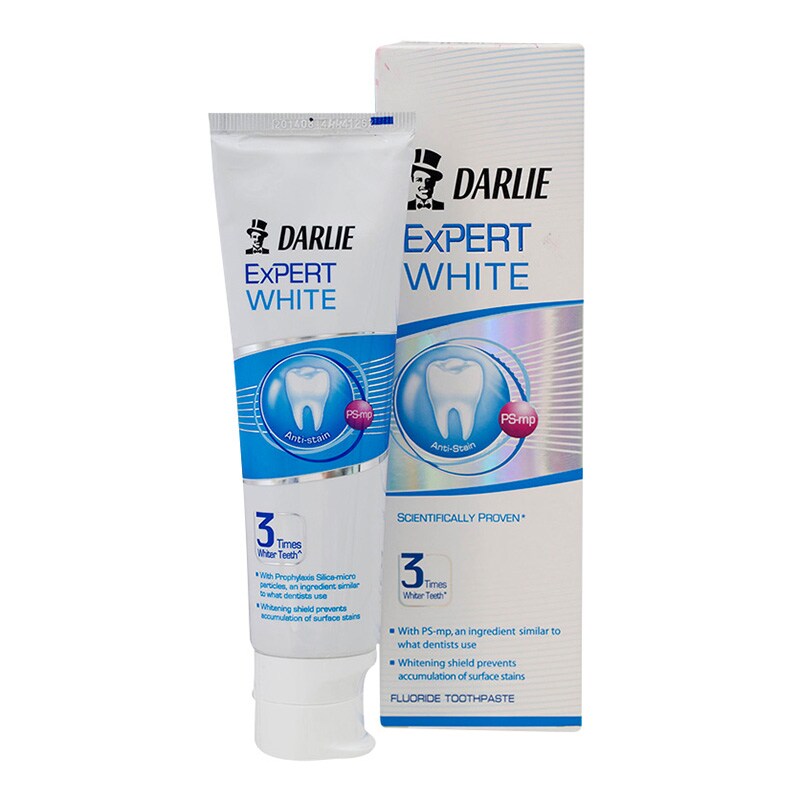 DARLIE
EXPERT
WHITE
Anti-stain
PS-mp
3 Times
Whiter Teeth^
With Prophylaxis Silica-micro
particles, an ingredient similar
to what dentists use
Whitening shield prevents
accumulation of surface stains
DARLIE
EXPERT
WHITE
Anti-Stain
PS-mp
SCIENTIFICALLY PROVEN*
3 Times
Whiter Teeth^
With PS-mp, an ingredient similar to
what dentists use
Whitening shield prevents
accumulation of surface stains
FLUORIDE TOOTHPASTE